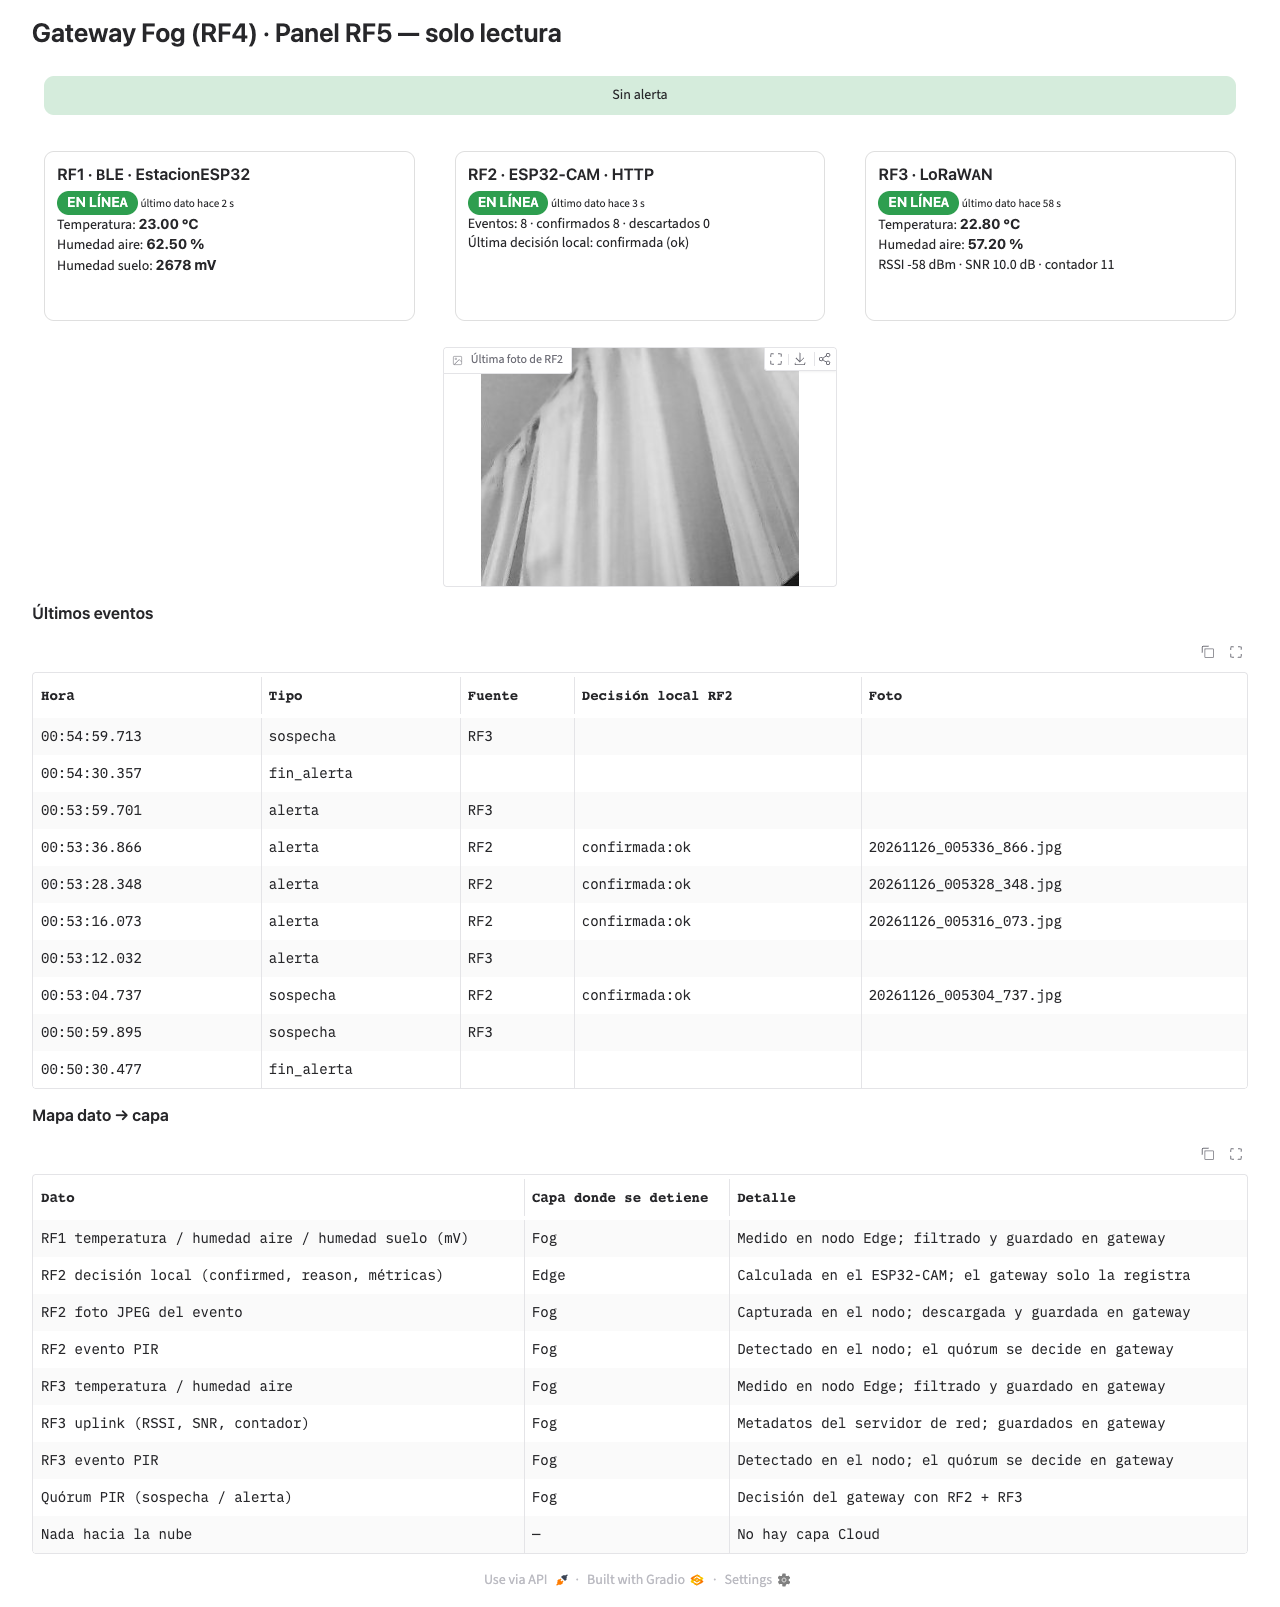 Gateway Fog (RF4) · Panel RF5 — solo lectura
Sin alerta
RF1 · BLE · EstacionESP32
EN LÍNEA último dato hace 2 s
Temperatura: 23.00 ºC
Humedad aire: 62.50 %
Humedad suelo: 2678 mV
RF2 · ESP32-CAM · HTTP
EN LÍNEA último dato hace 3 s
Eventos: 8 · confirmados 8 · descartados 0
Última decisión local: confirmada (ok)
RF3 · LoRaWAN
EN LÍNEA último dato hace 58 s
Temperatura: 22.80 ºC
Humedad aire: 57.20 %
RSSI -58 dBm · SNR 10.0 dB · contador 11
Última foto de RF2
Últimos eventos
Hora Tipo Fuente Decisión local RF2 Foto
00:54:59.713 sospecha RF3
00:54:30.357 fin_alerta
00:53:59.701 alerta RF3
00:53:36.866 alerta RF2 confirmada:ok 20261126_005336_866.jpg
00:53:28.348 alerta RF2 confirmada:ok 20261126_005328_348.jpg
00:53:16.073 alerta RF2 confirmada:ok 20261126_005316_073.jpg
00:53:12.032 alerta RF3
00:53:04.737 sospecha RF2 confirmada:ok 20261126_005304_737.jpg
00:50:59.895 sospecha RF3
00:50:30.477 fin_alerta
Mapa dato → capa
Dato Capa donde se detiene Detalle
RF1 temperatura / humedad aire / humedad suelo (mV) Fog Medido en nodo Edge; filtrado y guardado en gateway
RF2 decisión local (confirmed, reason, métricas) Edge Calculada en el ESP32-CAM; el gateway solo la registra
RF2 foto JPEG del evento Fog Capturada en el nodo; descargada y guardada en gateway
RF2 evento PIR Fog Detectado en el nodo; el quórum se decide en gateway
RF3 temperatura / humedad aire Fog Medido en nodo Edge; filtrado y guardado en gateway
RF3 uplink (RSSI, SNR, contador) Fog Metadatos del servidor de red; guardados en gateway
RF3 evento PIR Fog Detectado en el nodo; el quórum se decide en gateway
Quórum PIR (sospecha / alerta) Fog Decisión del gateway con RF2 + RF3
Nada hacia la nube — No hay capa Cloud
Use via API · Built with Gradio · Settings